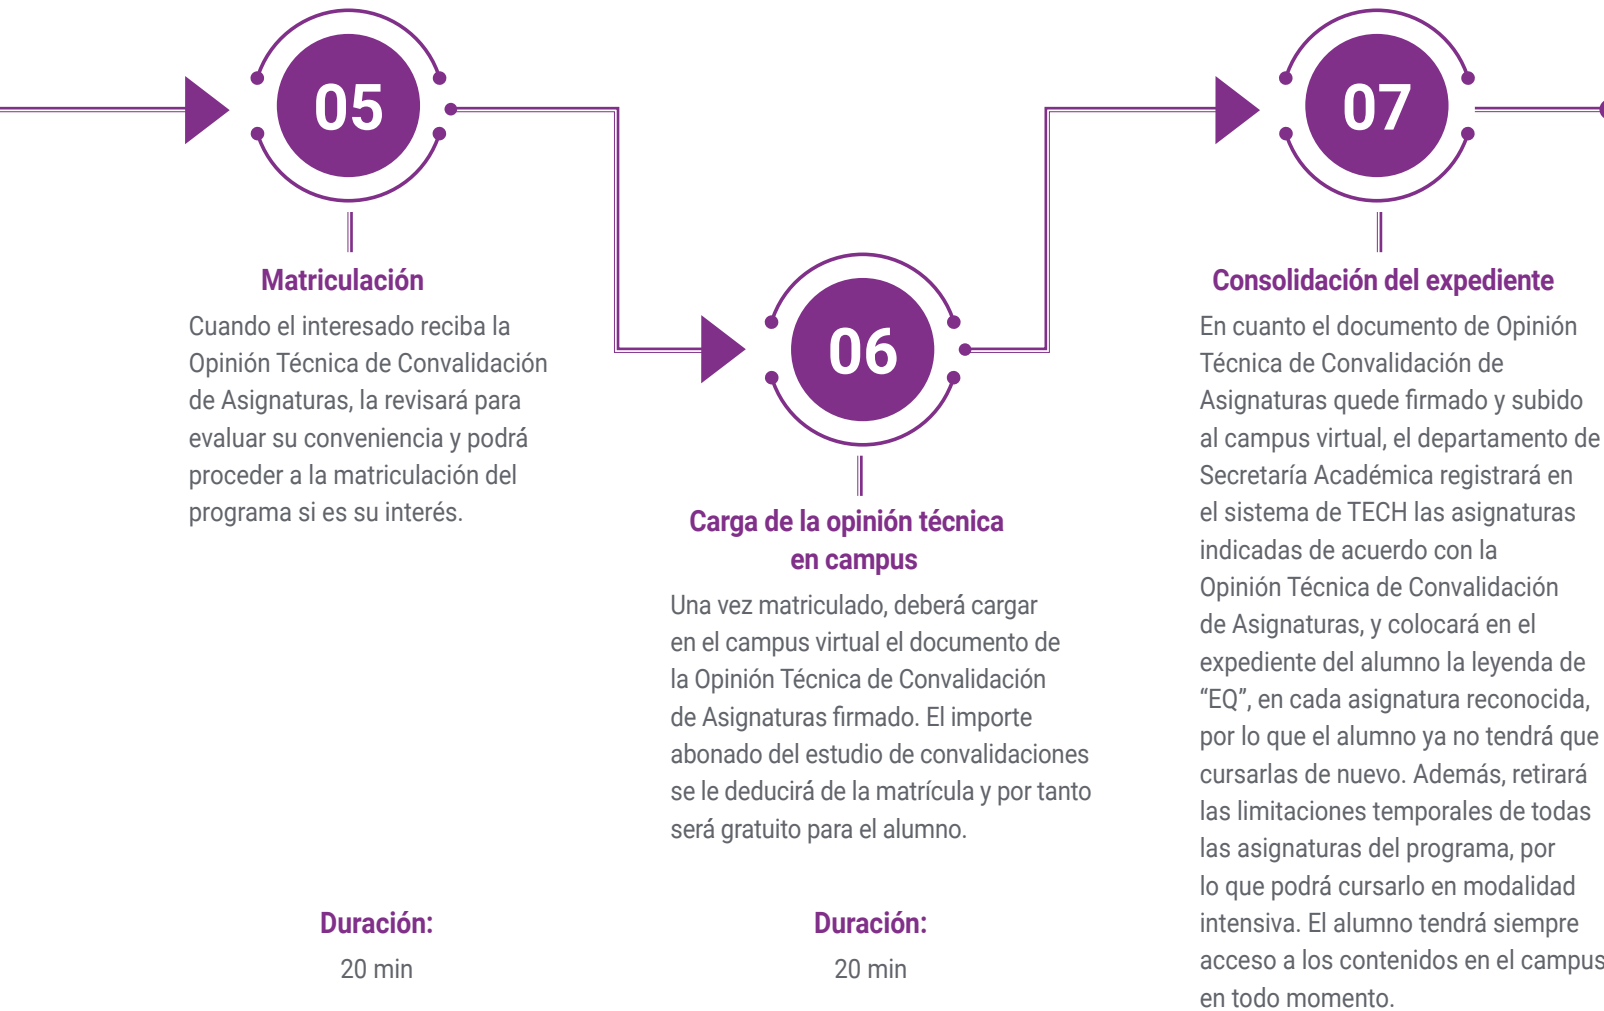 05
Matriculación
Cuando el interesado reciba la
Opinión Técnica de Convalidación
de Asignaturas, la revisará para
evaluar su conveniencia y podrá
proceder a la matriculación del
programa si es su interés.
Duración:
20 min
06
Carga de la opinión técnica
en campus
Una vez matriculado, deberá cargar
en el campus virtual el documento de
la Opinión Técnica de Convalidación
de Asignaturas firmado. El importe
abonado del estudio de convalidaciones
se le deducirá de la matrícula y por tanto
será gratuito para el alumno.
Duración:
20 min
07
Consolidación del expediente
En cuanto el documento de Opinión
Técnica de Convalidación de
Asignaturas quede firmado y subido
al campus virtual, el departamento de
Secretaría Académica registrará en
el sistema de TECH las asignaturas
indicadas de acuerdo con la
Opinión Técnica de Convalidación
de Asignaturas, y colocará en el
expediente del alumno la leyenda de
“EQ”, en cada asignatura reconocida,
por lo que el alumno ya no tendrá que
cursarlas de nuevo. Además, retirará
las limitaciones temporales de todas
las asignaturas del programa, por
lo que podrá cursarlo en modalidad
intensiva. El alumno tendrá siempre
acceso a los contenidos en el campus
en todo momento.